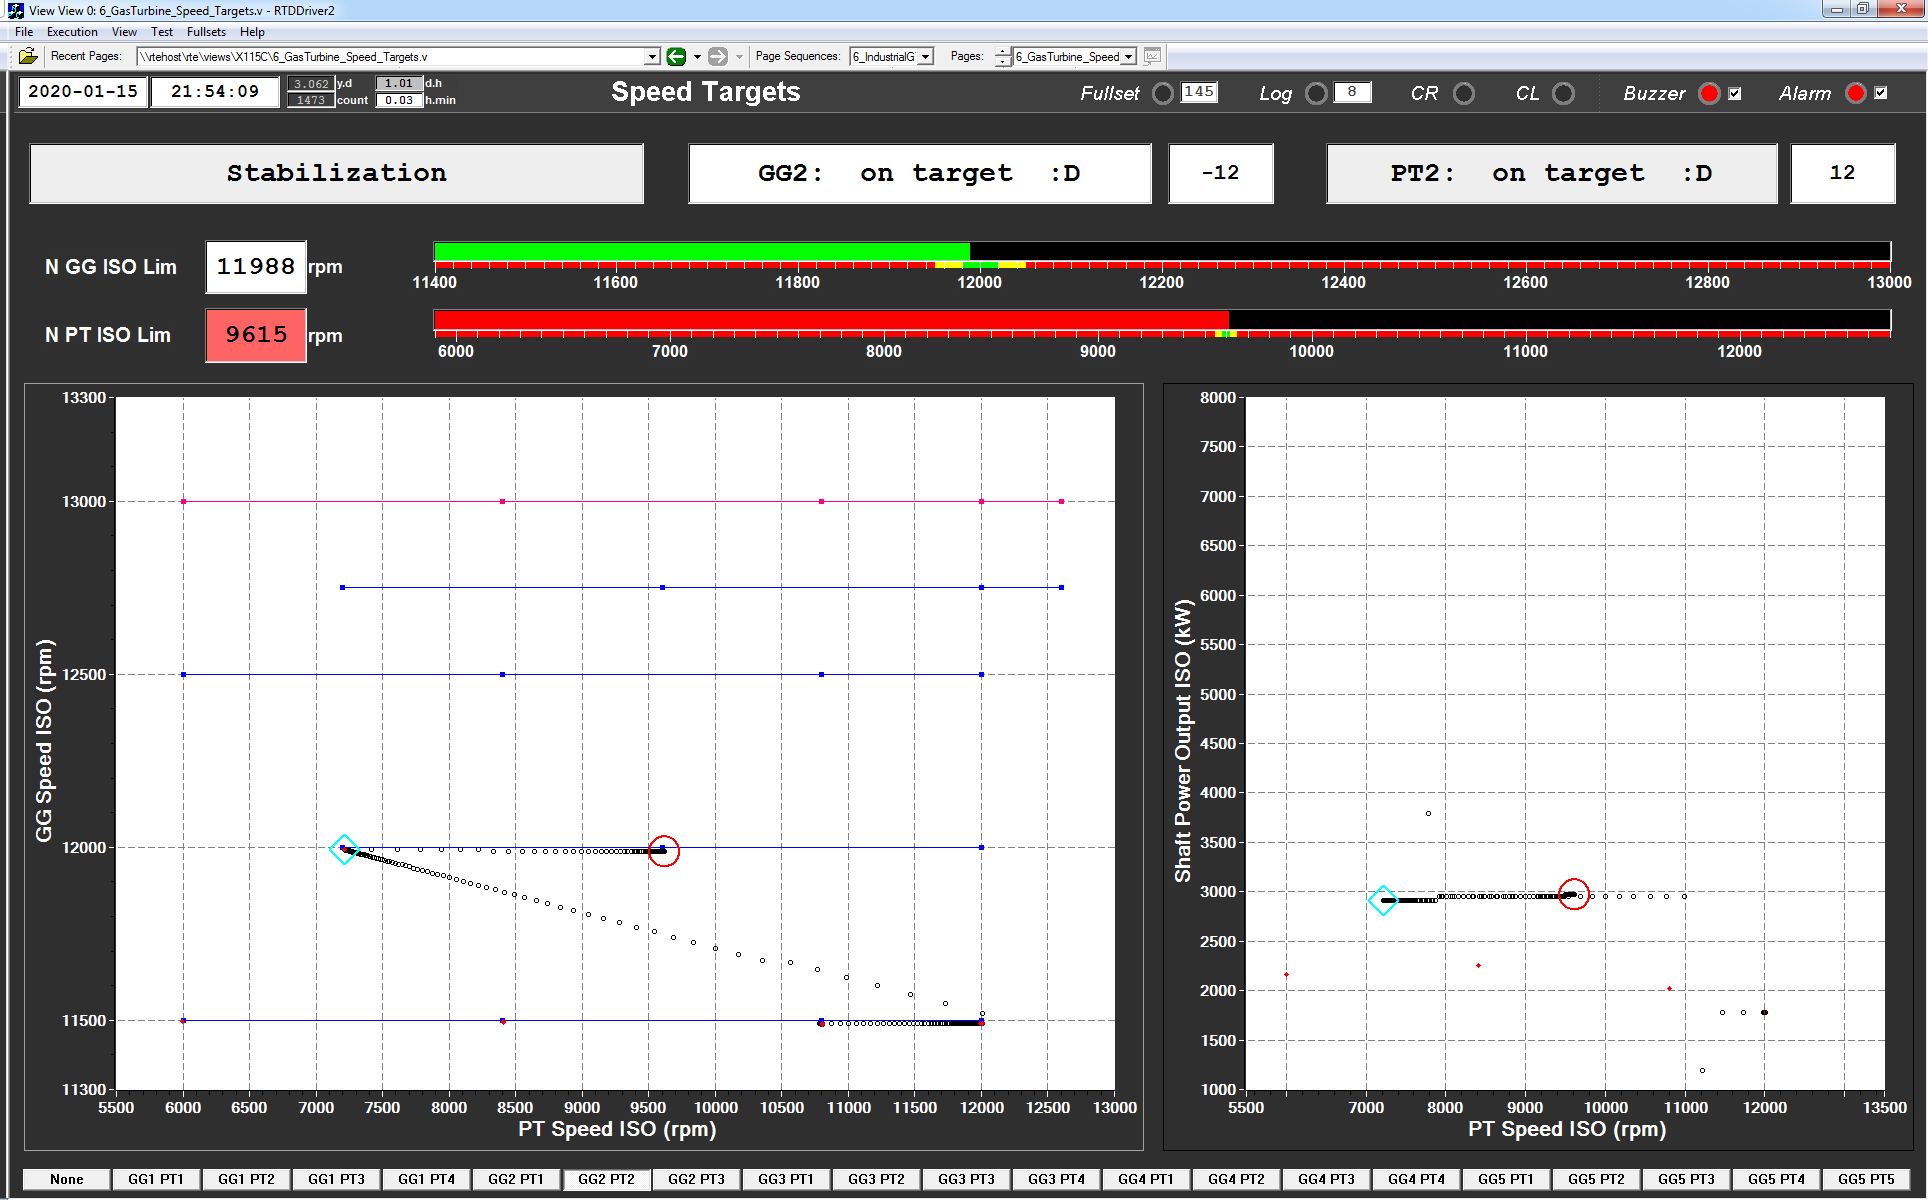 View View 0: 6_GasTurbine_Speed_Targets.v - RTDDriver2
File Execution View Test Fullsets Help
Recent Pages: \\rtehost\rte\views\X115C\6_GasTurbine_Speed_Targets.v Page Sequences: 6_IndustrialG Pages: 6_GasTurbine_Speed
2020-01-15 21:54:09 3.062 y.d 1.01 d.h Speed Targets Fullset 145 Log 8 CR CL Buzzer Alarm
1473 count 0.03 h.min
Stabilization GG2: on target :D -12 PT2: on target :D 12
N GG ISO Lim 11988 rpm
11400 11600 11800 12000 12200 12400 12600 12800 13000
N PT ISO Lim 9615 rpm
6000 7000 8000 9000 10000 11000 12000
GG Speed ISO (rpm)
13300
13000
12500
12000
11500
11300
5500 6000 6500 7000 7500 8000 8500 9000 9500 10000 10500 11000 11500 12000 12500 13000
PT Speed ISO (rpm)
Shaft Power Output ISO (kW)
8000
7500
7000
6500
6000
5500
5000
4500
4000
3500
3000
2500
2000
1500
1000
5500 7000 8000 9000 10000 11000 12000 13500
PT Speed ISO (rpm)
None GG1 PT1 GG1 PT2 GG1 PT3 GG1 PT4 GG2 PT1 GG2 PT2 GG2 PT3 GG3 PT1 GG3 PT2 GG3 PT3 GG3 PT4 GG4 PT1 GG4 PT2 GG4 PT3 GG4 PT4 GG5 PT1 GG5 PT2 GG5 PT3 GG5 PT4 GG5 PT5